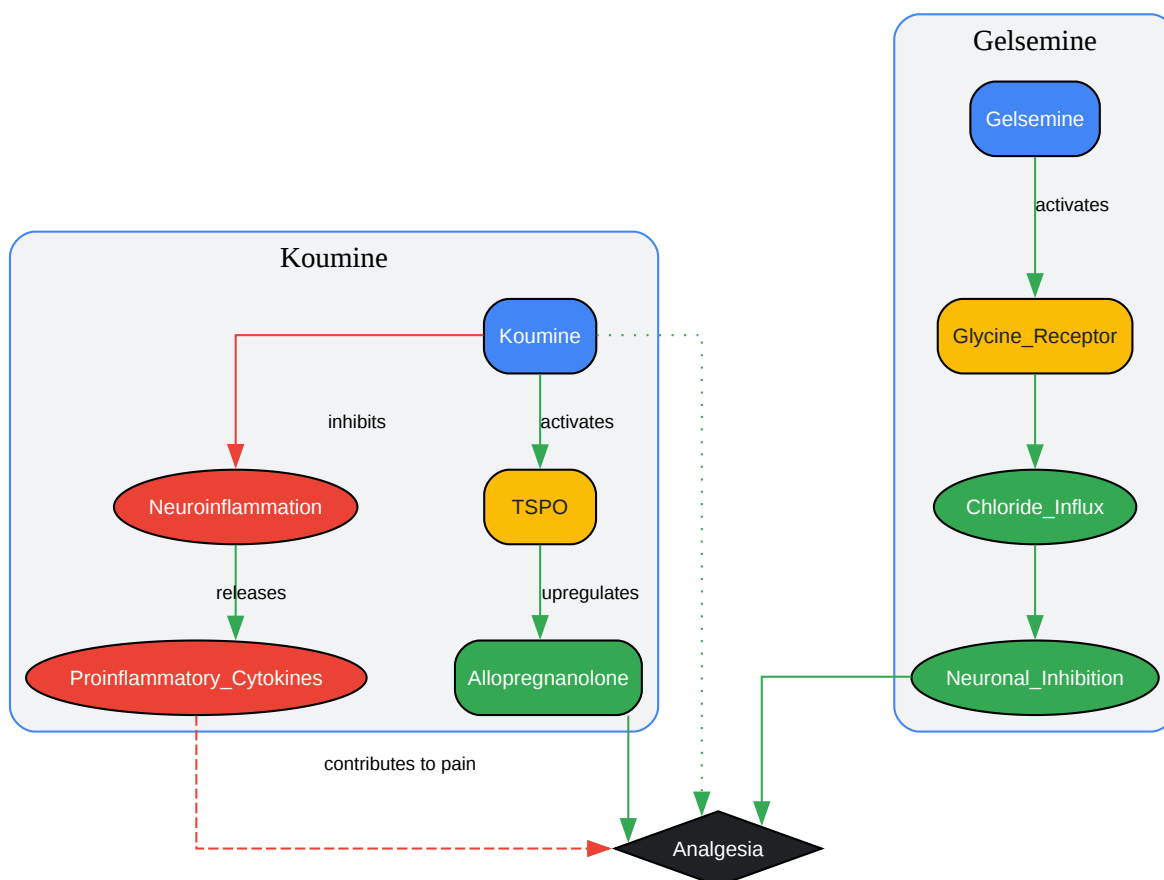 Gelsemine
Gelsemine
activates
Koumine
Koumine
Glycine_Receptor
inhibits
activates
Neuroinflammation
TSPO
Chloride_Influx
releases
upregulates
Proinflammatory_Cytokines
Allopregnanolone
Neuronal_Inhibition
contributes to pain
Analgesia